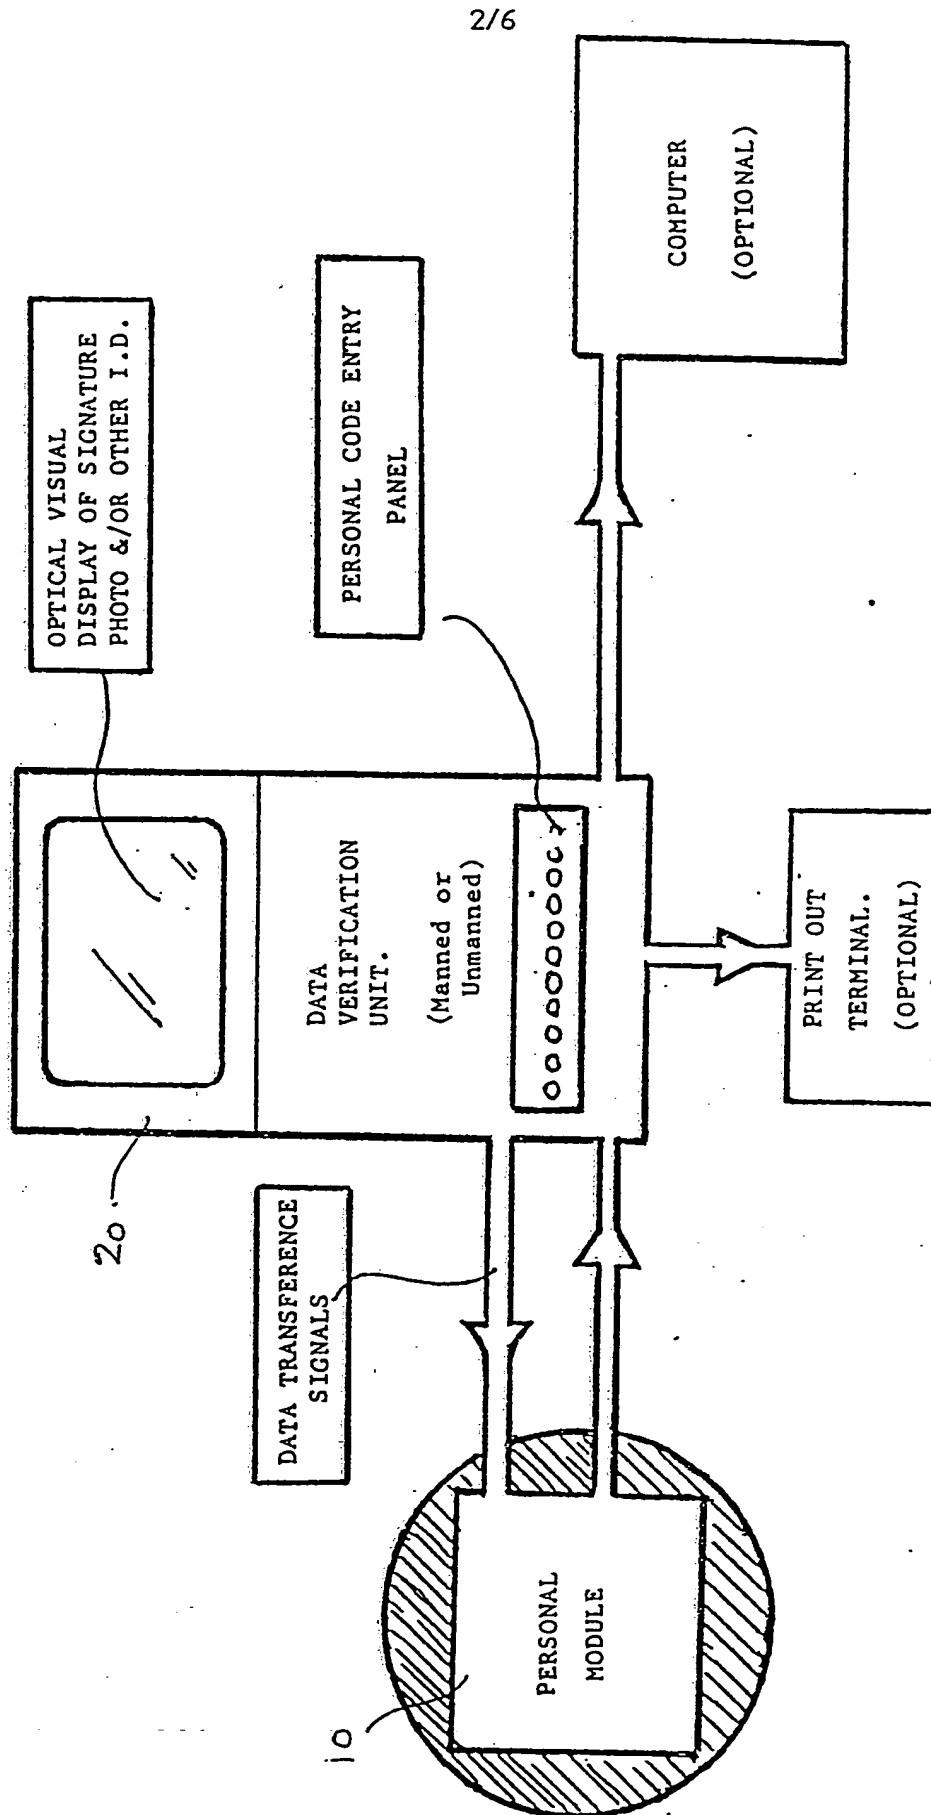 2/6
OPTICAL VISUAL
DISPLAY OF SIGNATURE
PHOTO &/OR OTHER I.D.
PERSONAL CODE ENTRY
PANEL
COMPUTER
(OPTIONAL)
20
DATA
VERIFICATION
UNIT.
(Manned or
Unmanned)
DATA TRANSFERENCE
SIGNALS
PRINT OUT
TERMINAL.
(OPTIONAL)
10
PERSONAL
MODULE